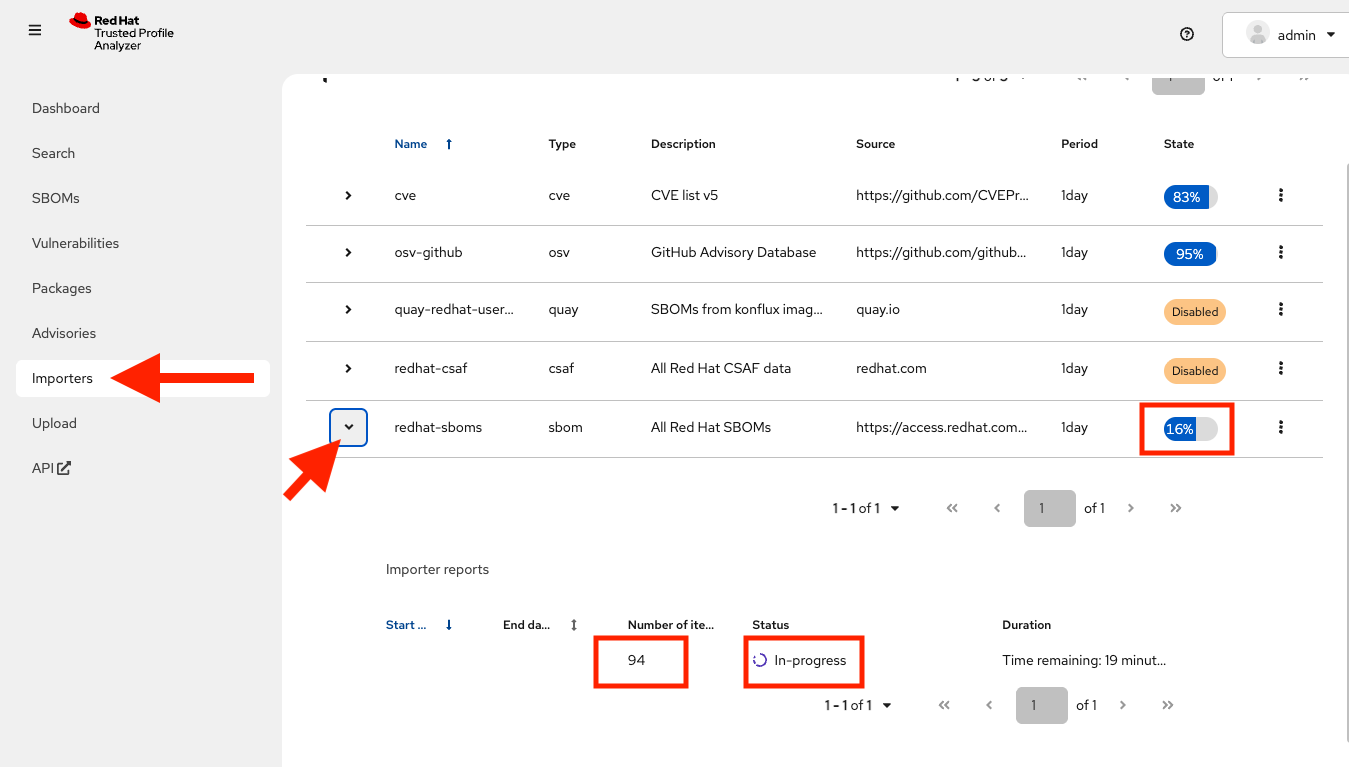 Red Hat
Trusted Profile
Analyzer
admin
Dashboard
Search
SBOMs
Vulnerabilities
Packages
Advisories
Importers
Upload
API
Name Type Description Source Period State
cve cve CVE list v5 https://github.com/CVEPr... 1day 83%
osv-github osv GitHub Advisory Database https://github.com/github... 1day 95%
quay-redhat-user... quay SBOMs from konflux imag... quay.io 1day Disabled
redhat-csaf csaf All Red Hat CSAF data redhat.com 1day Disabled
redhat-sboms sbom All Red Hat SBOMs https://access.redhat.com... 1day 16%
1 - 1 of 1 1 of 1
Importer reports
Start ... End da... Number of ite... Status Duration
94 In-progress Time remaining: 19 minut...
1 - 1 of 1 1 of 1